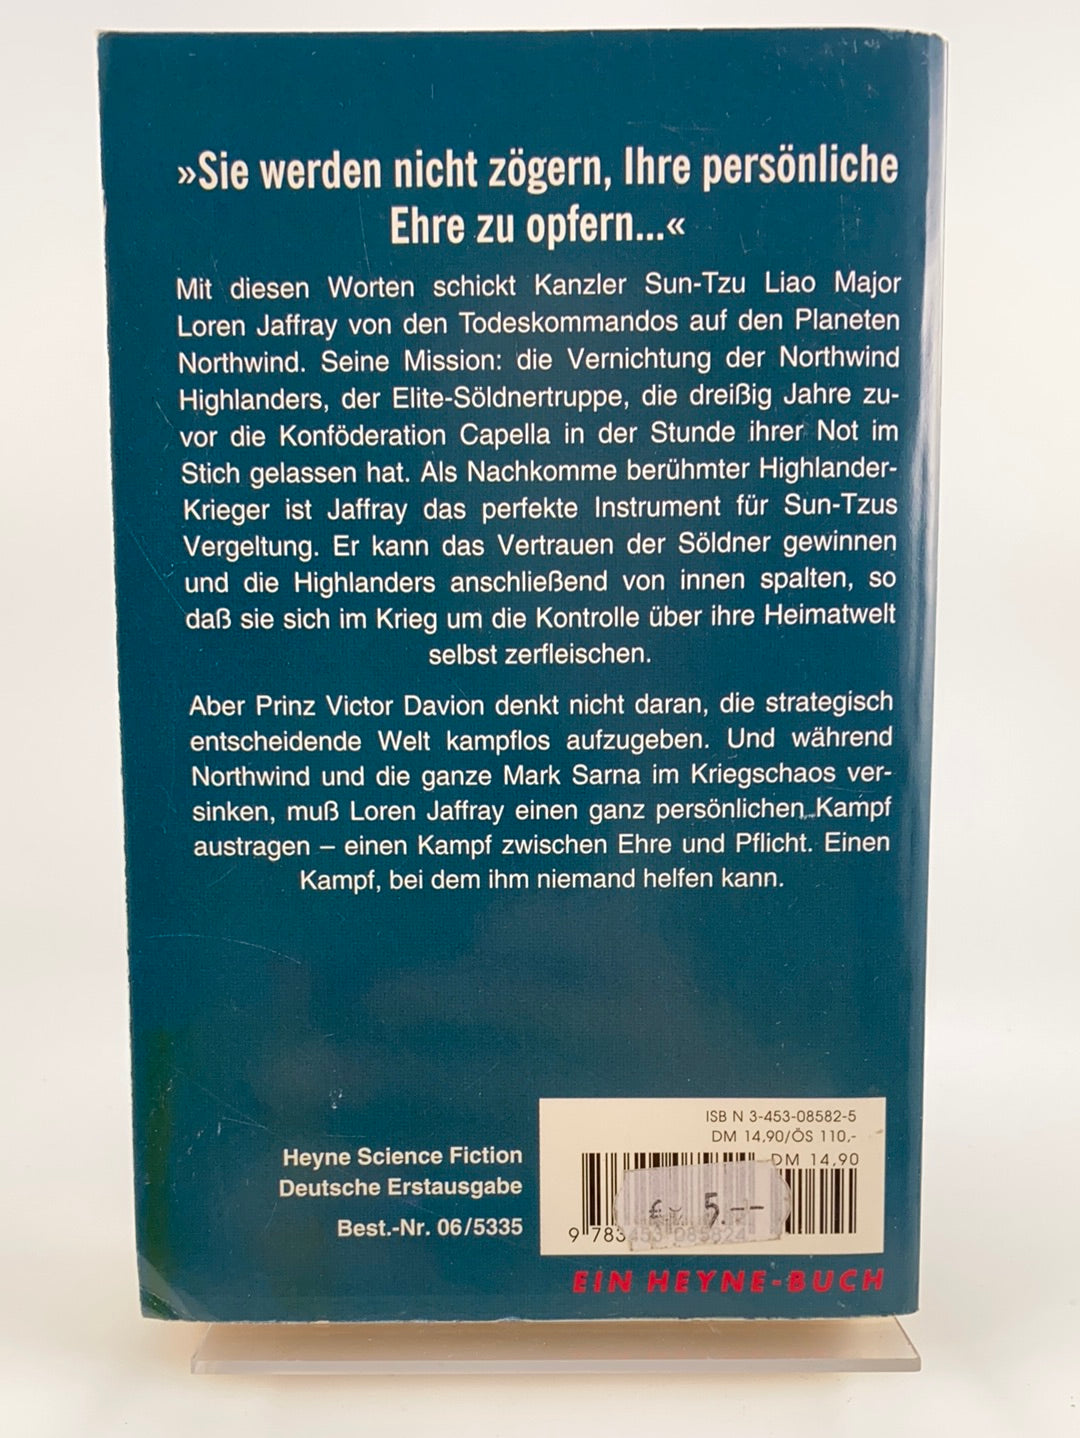 »Sie werden nicht zögern, Ihre persönliche
Ehre zu opfern...«
Mit diesen Worten schickt Kanzler Sun-Tzu Liao Major
Loren Jaffray von den Todeskommandos auf den Planeten
Northwind. Seine Mission: die Vernichtung der Northwind
Highlanders, der Elite-Söldnertruppe, die dreißig Jahre zu-
vor die Konföderation Capella in der Stunde ihrer Not im
Stich gelassen hat. Als Nachkomme berühmter Highlander-
Krieger ist Jaffray das perfekte Instrument für Sun-Tzus
Vergeltung. Er kann das Vertrauen der Söldner gewinnen
und die Highlanders anschließend von innen spalten, so
daß sie sich im Krieg um die Kontrolle über ihre Heimatwelt
selbst zerfleischen.
Aber Prinz Victor Davion denkt nicht daran, die strategisch
entscheidende Welt kampflos aufzugeben. Und während
Northwind und die ganze Mark Sarna im Kriegschaos ver-
sinken, muß Loren Jaffray einen ganz persönlichen Kampf
austragen – einen Kampf zwischen Ehre und Pflicht. Einen
Kampf, bei dem ihm niemand helfen kann.
Heyne Science Fiction
Deutsche Erstausgabe
Best.-Nr. 06/5335
ISBN 3-453-08582-5
DM 14,90/ÖS 110,-
DM 14,90
5.--
9 783453 085824
EIN HEYNE-BUCH